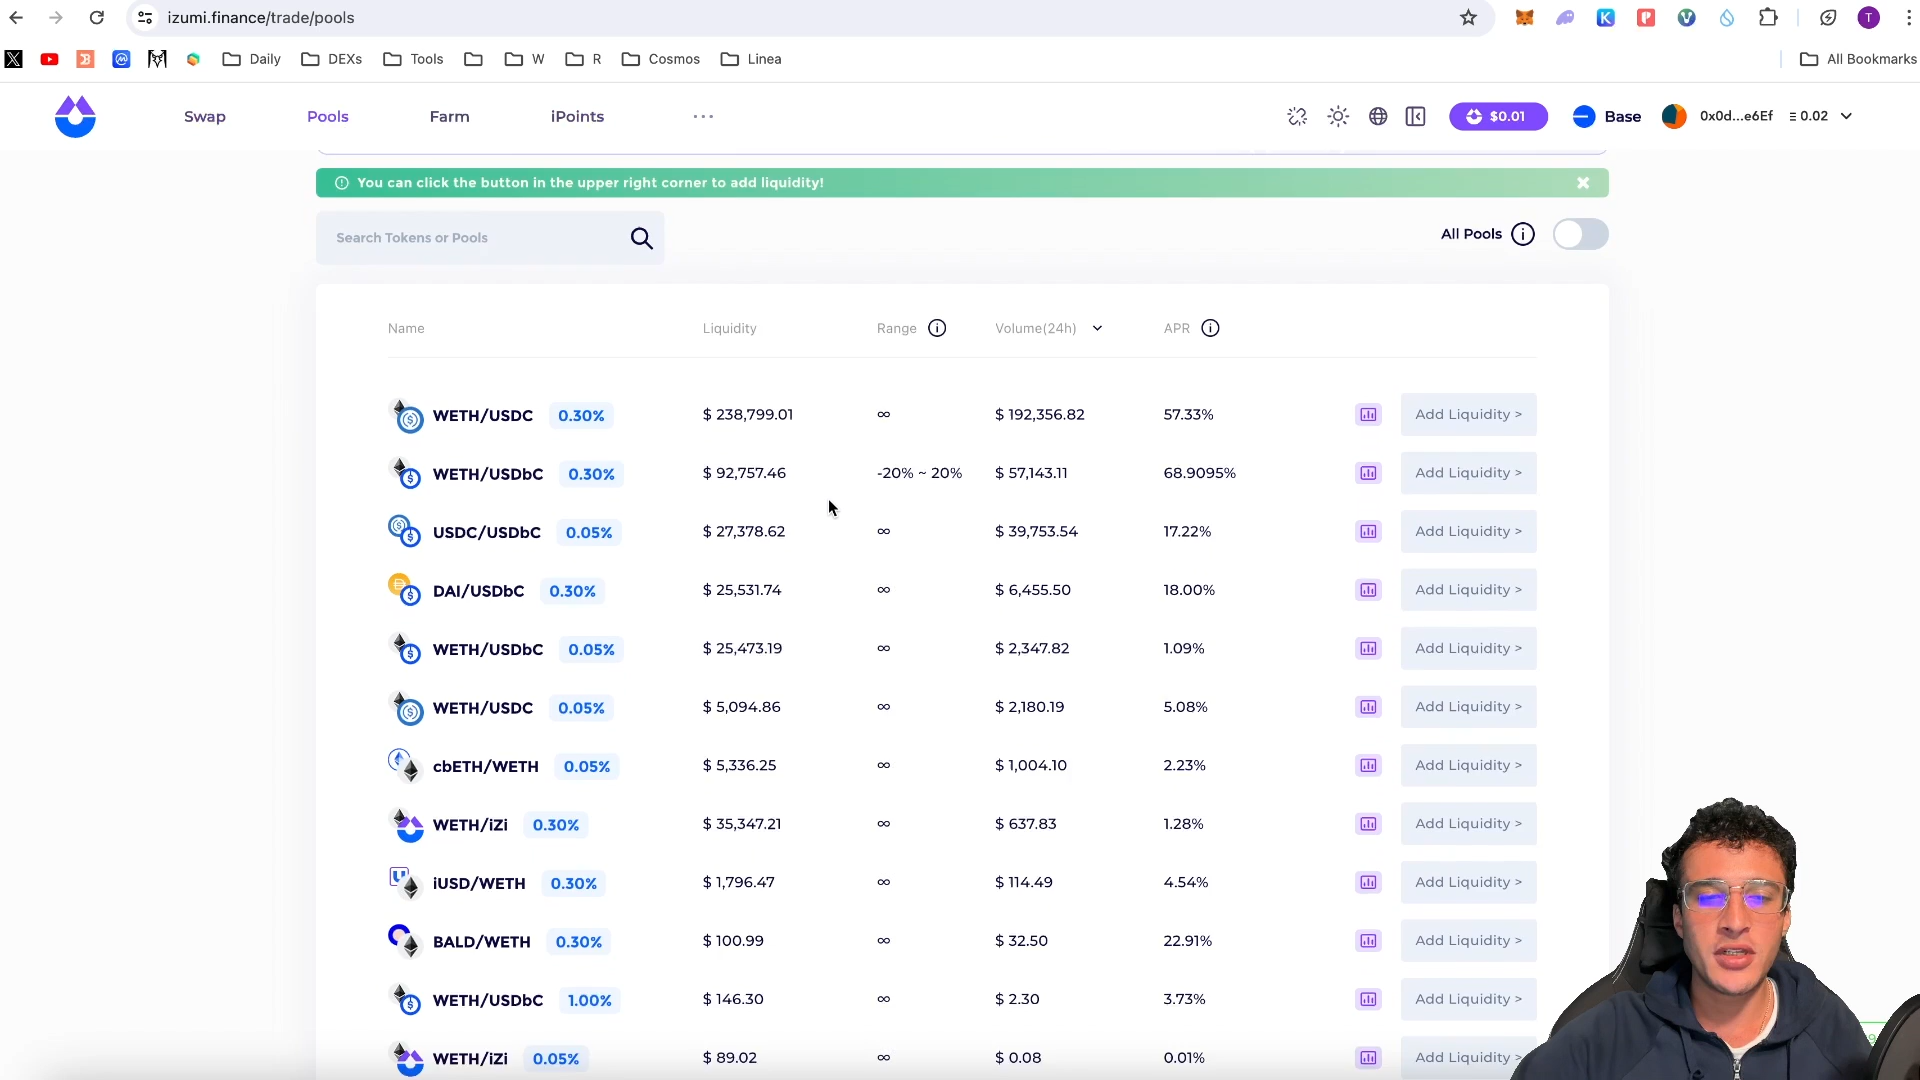 izumi.finance/trade/pools
T
Daily
DEXs
Tools
W
R
Cosmos
Linea
All Bookmarks
Swap
Pools
Farm
iPoints
...
$0.01
Base
0x0d...e6Ef
0.02
You can click the button in the upper right corner to add liquidity!
Search Tokens or Pools
All Pools
Name Liquidity Range Volume(24h) APR
WETH/USDC 0.30% $ 238,799.01 ∞ $ 192,356.82 57.33% Add Liquidity >
WETH/USDbC 0.30% $ 92,757.46 -20% ~ 20% $ 57,143.11 68.9095% Add Liquidity >
USDC/USDbC 0.05% $ 27,378.62 ∞ $ 39,753.54 17.22% Add Liquidity >
DAI/USDbC 0.30% $ 25,531.74 ∞ $ 6,455.50 18.00% Add Liquidity >
WETH/USDbC 0.05% $ 25,473.19 ∞ $ 2,347.82 1.09% Add Liquidity >
WETH/USDC 0.05% $ 5,094.86 ∞ $ 2,180.19 5.08% Add Liquidity >
cbETH/WETH 0.05% $ 5,336.25 ∞ $ 1,004.10 2.23% Add Liquidity >
WETH/iZi 0.30% $ 35,347.21 ∞ $ 637.83 1.28% Add Liquidity >
iUSD/WETH 0.30% $ 1,796.47 ∞ $ 114.49 4.54% Add Liquidity >
BALD/WETH 0.30% $ 100.99 ∞ $ 32.50 22.91% Add Liquidity >
WETH/USDbC 1.00% $ 146.30 ∞ $ 2.30 3.73% Add Liquidity >
WETH/iZi 0.05% $ 89.02 ∞ $ 0.08 0.01% Add Liquidity >